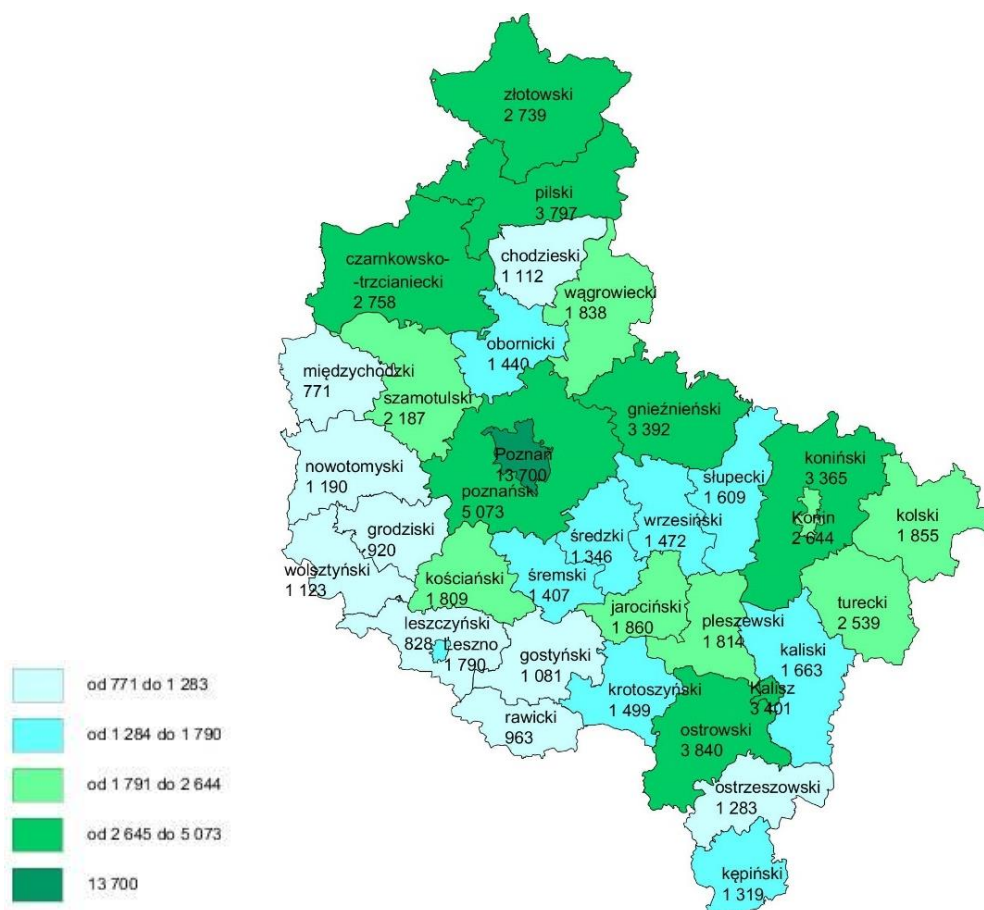 złotowski
2 739
pilski
3 797
chodzieski
1 112
czarnkowsko-
-trzcianiecki
2 758
wągrowiecki
1 838
obornicki
1 440
międzychodzki
771
szamotulski
2 187
gnieźnieński
3 392
Poznań
13 700
poznański
5 073
nowotomyski
1 190
słupecki
1 609
koniński
3 365
Konin
2 644
kolski
1 855
grodziski
920
średzki
1 346
wrzesiński
1 472
wolsztyński
1 123
kościański
1 809
śremski
1 407
jarociński
1 860
pleszewski
1 814
turecki
2 539
leszczyński
828
Leszno
1 790
gostyński
1 081
kaliski
1 663
krotoszyński
1 499
Kalisz
3 401
rawicki
963
ostrowski
3 840
ostrzeszowski
1 283
kępiński
1 319
od 771 do 1 283
od 1 284 do 1 790
od 1 791 do 2 644
od 2 645 do 5 073
13 700